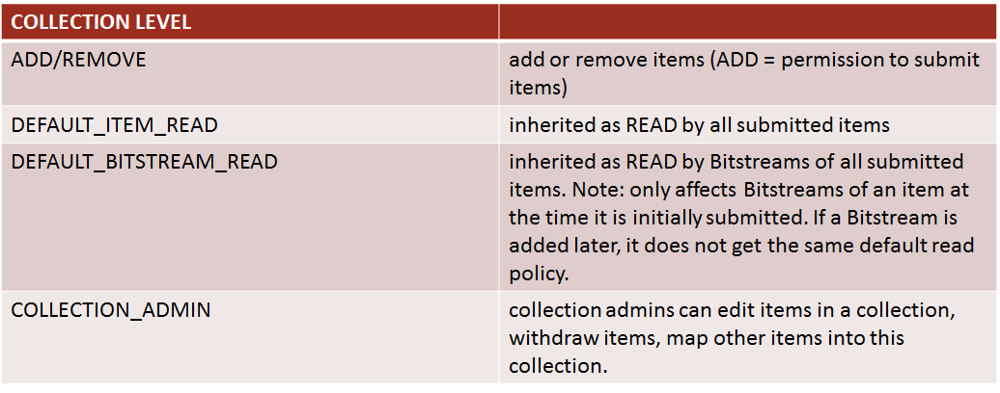 COLLECTION LEVEL
ADD/REMOVE
add or remove items (ADD = permission to submit
items)
DEFAULT_ITEM_READ
inherited as READ by all submitted items
DEFAULT_BITSTREAM_READ
inherited as READ by Bitstreams of all submitted
items. Note: only affects Bitstreams of an item at
the time it is initially submitted. If a Bitstream is
added later, it does not get the same default read
policy.
COLLECTION_ADMIN
collection admins can edit items in a collection,
withdraw items, map other items into this
collection.